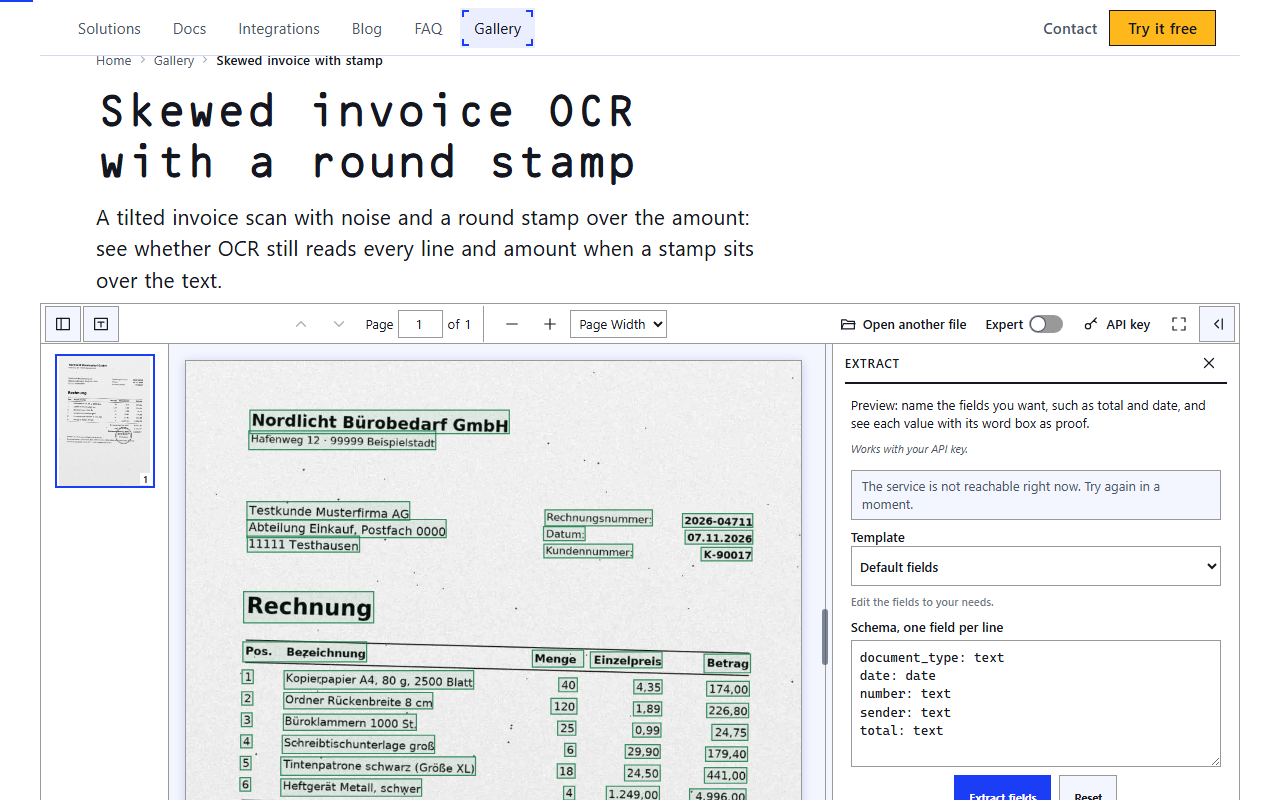 Solutions Docs Integrations Blog FAQ Gallery Contact Try it free
Home > Gallery > Skewed invoice with stamp
Skewed invoice OCR
with a round stamp
A tilted invoice scan with noise and a round stamp over the amount:
see whether OCR still reads every line and amount when a stamp sits
over the text.
Page 1 of 1 Page Width Open another file Expert API key
1
Nordlicht Bürobedarf GmbH
Hafenweg 12 · 99999 Beispielstadt
Testkunde Musterfirma AG
Abteilung Einkauf, Postfach 0000
11111 Testhausen
Rechnungsnummer: 2026-04711
Datum: 07.11.2026
Kundennummer: K-90017
Rechnung
Pos. Bezeichnung Menge Einzelpreis Betrag
1 Kopierpapier A4, 80 g, 2500 Blatt 40 4,35 174,00
2 Ordner Rückenbreite 8 cm 120 1,89 226,80
3 Büroklammern 1000 St. 25 0,99 24,75
4 Schreibtischunterlage groß 6 29,90 179,40
5 Tintenpatrone schwarz (Größe XL) 18 24,50 441,00
6 Heftgerät Metall, schwer 4 1.249,00 4.996,00
EXTRACT
Preview: name the fields you want, such as total and date, and
see each value with its word box as proof.
Works with your API key.
The service is not reachable right now. Try again in a
moment.
Template
Default fields
Edit the fields to your needs.
Schema, one field per line
document_type: text
date: date
number: text
sender: text
total: text
Extract fields Reset